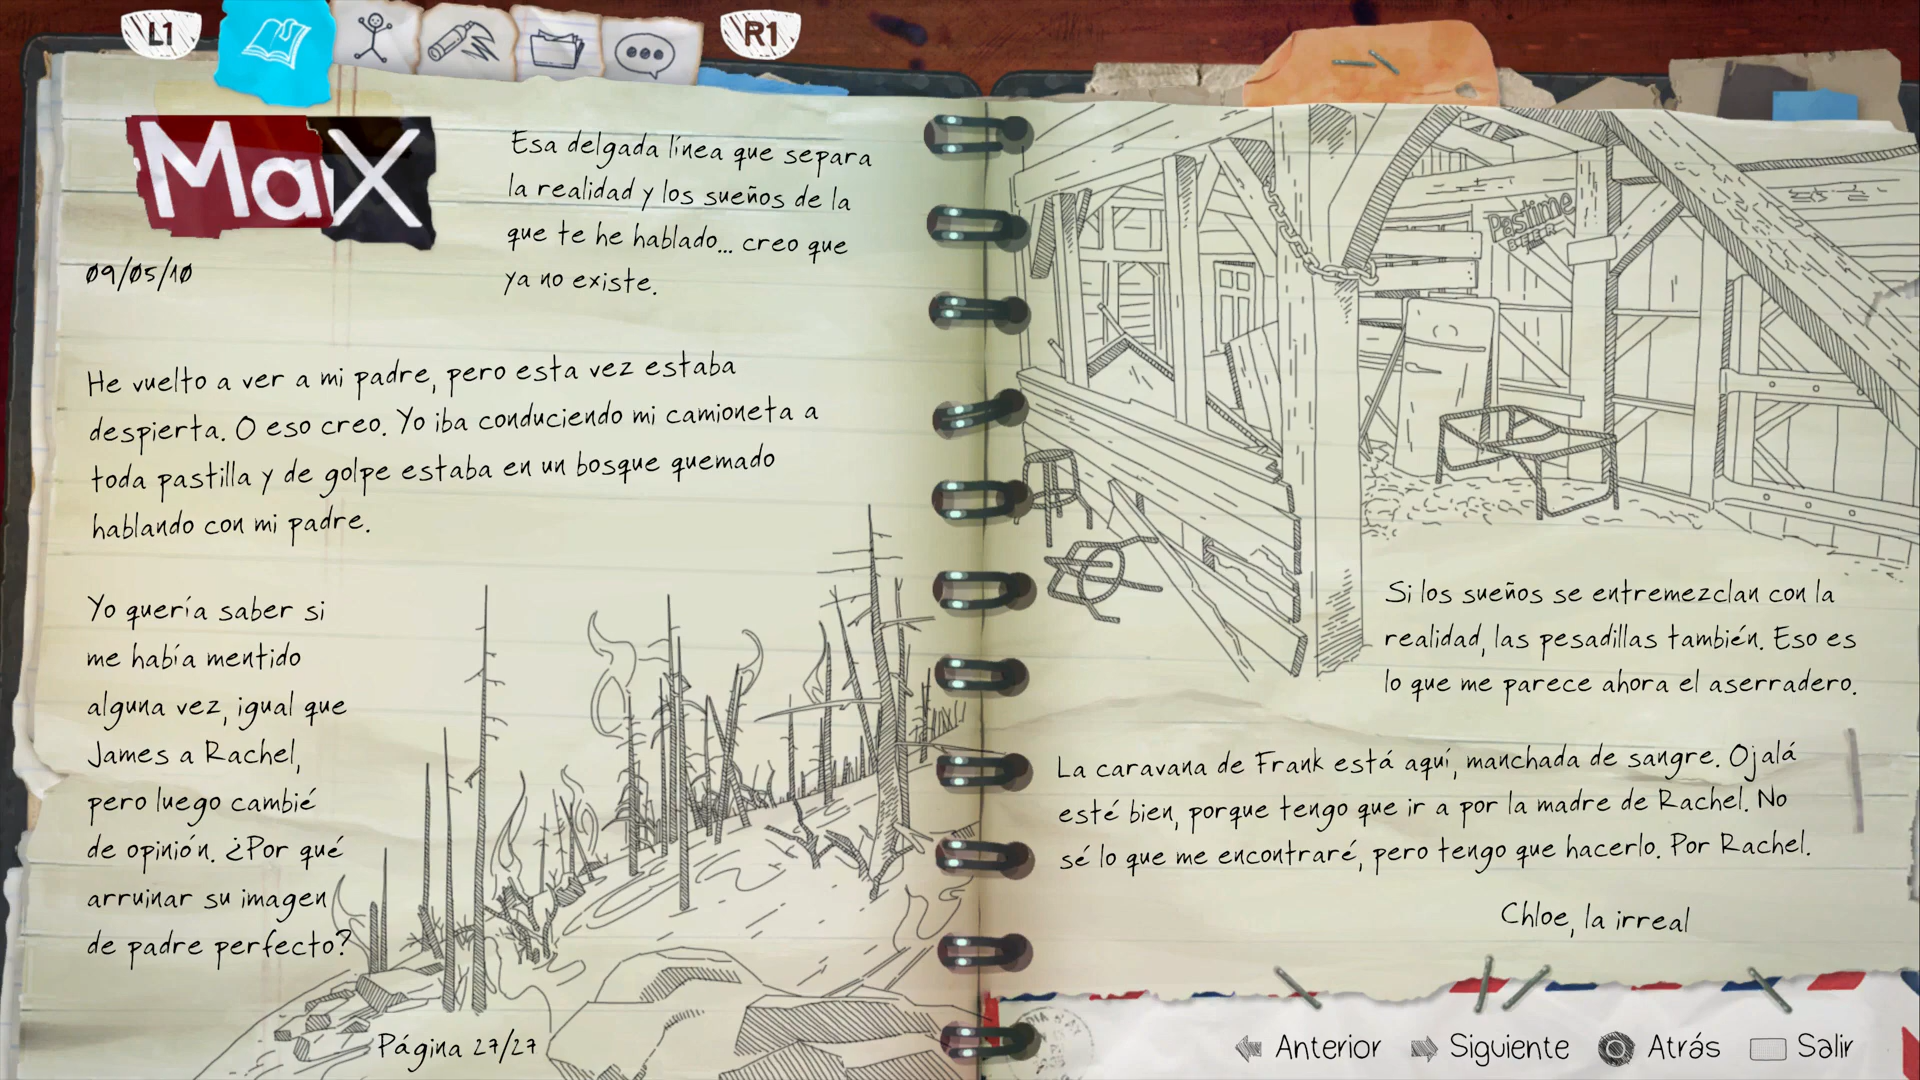 L1
R1
MaX
09/05/10
Esa delgada línea que separa
la realidad y los sueños de la
que te he hablado... creo que
ya no existe.
He vuelto a ver a mi padre, pero esta vez estaba
despierta. O eso creo. Yo iba conduciendo mi camioneta a
toda pastilla y de golpe estaba en un bosque quemado
hablando con mi padre.
Yo quería saber si
me había mentido
alguna vez, igual que
James a Rachel,
pero luego cambié
de opinión. ¿Por qué
arruinar su imagen
de padre perfecto?
Página 27/27
Pastime
BEER
Si los sueños se entremezclan con la
realidad, las pesadillas también. Eso es
lo que me parece ahora el aserradero.
La caravana de Frank está aquí, manchada de sangre. Ojalá
esté bien, porque tengo que ir a por la madre de Rachel. No
sé lo que me encontraré, pero tengo que hacerlo. Por Rachel.
Chloe, la irreal
Anterior
Siguiente
Atrás
Salir